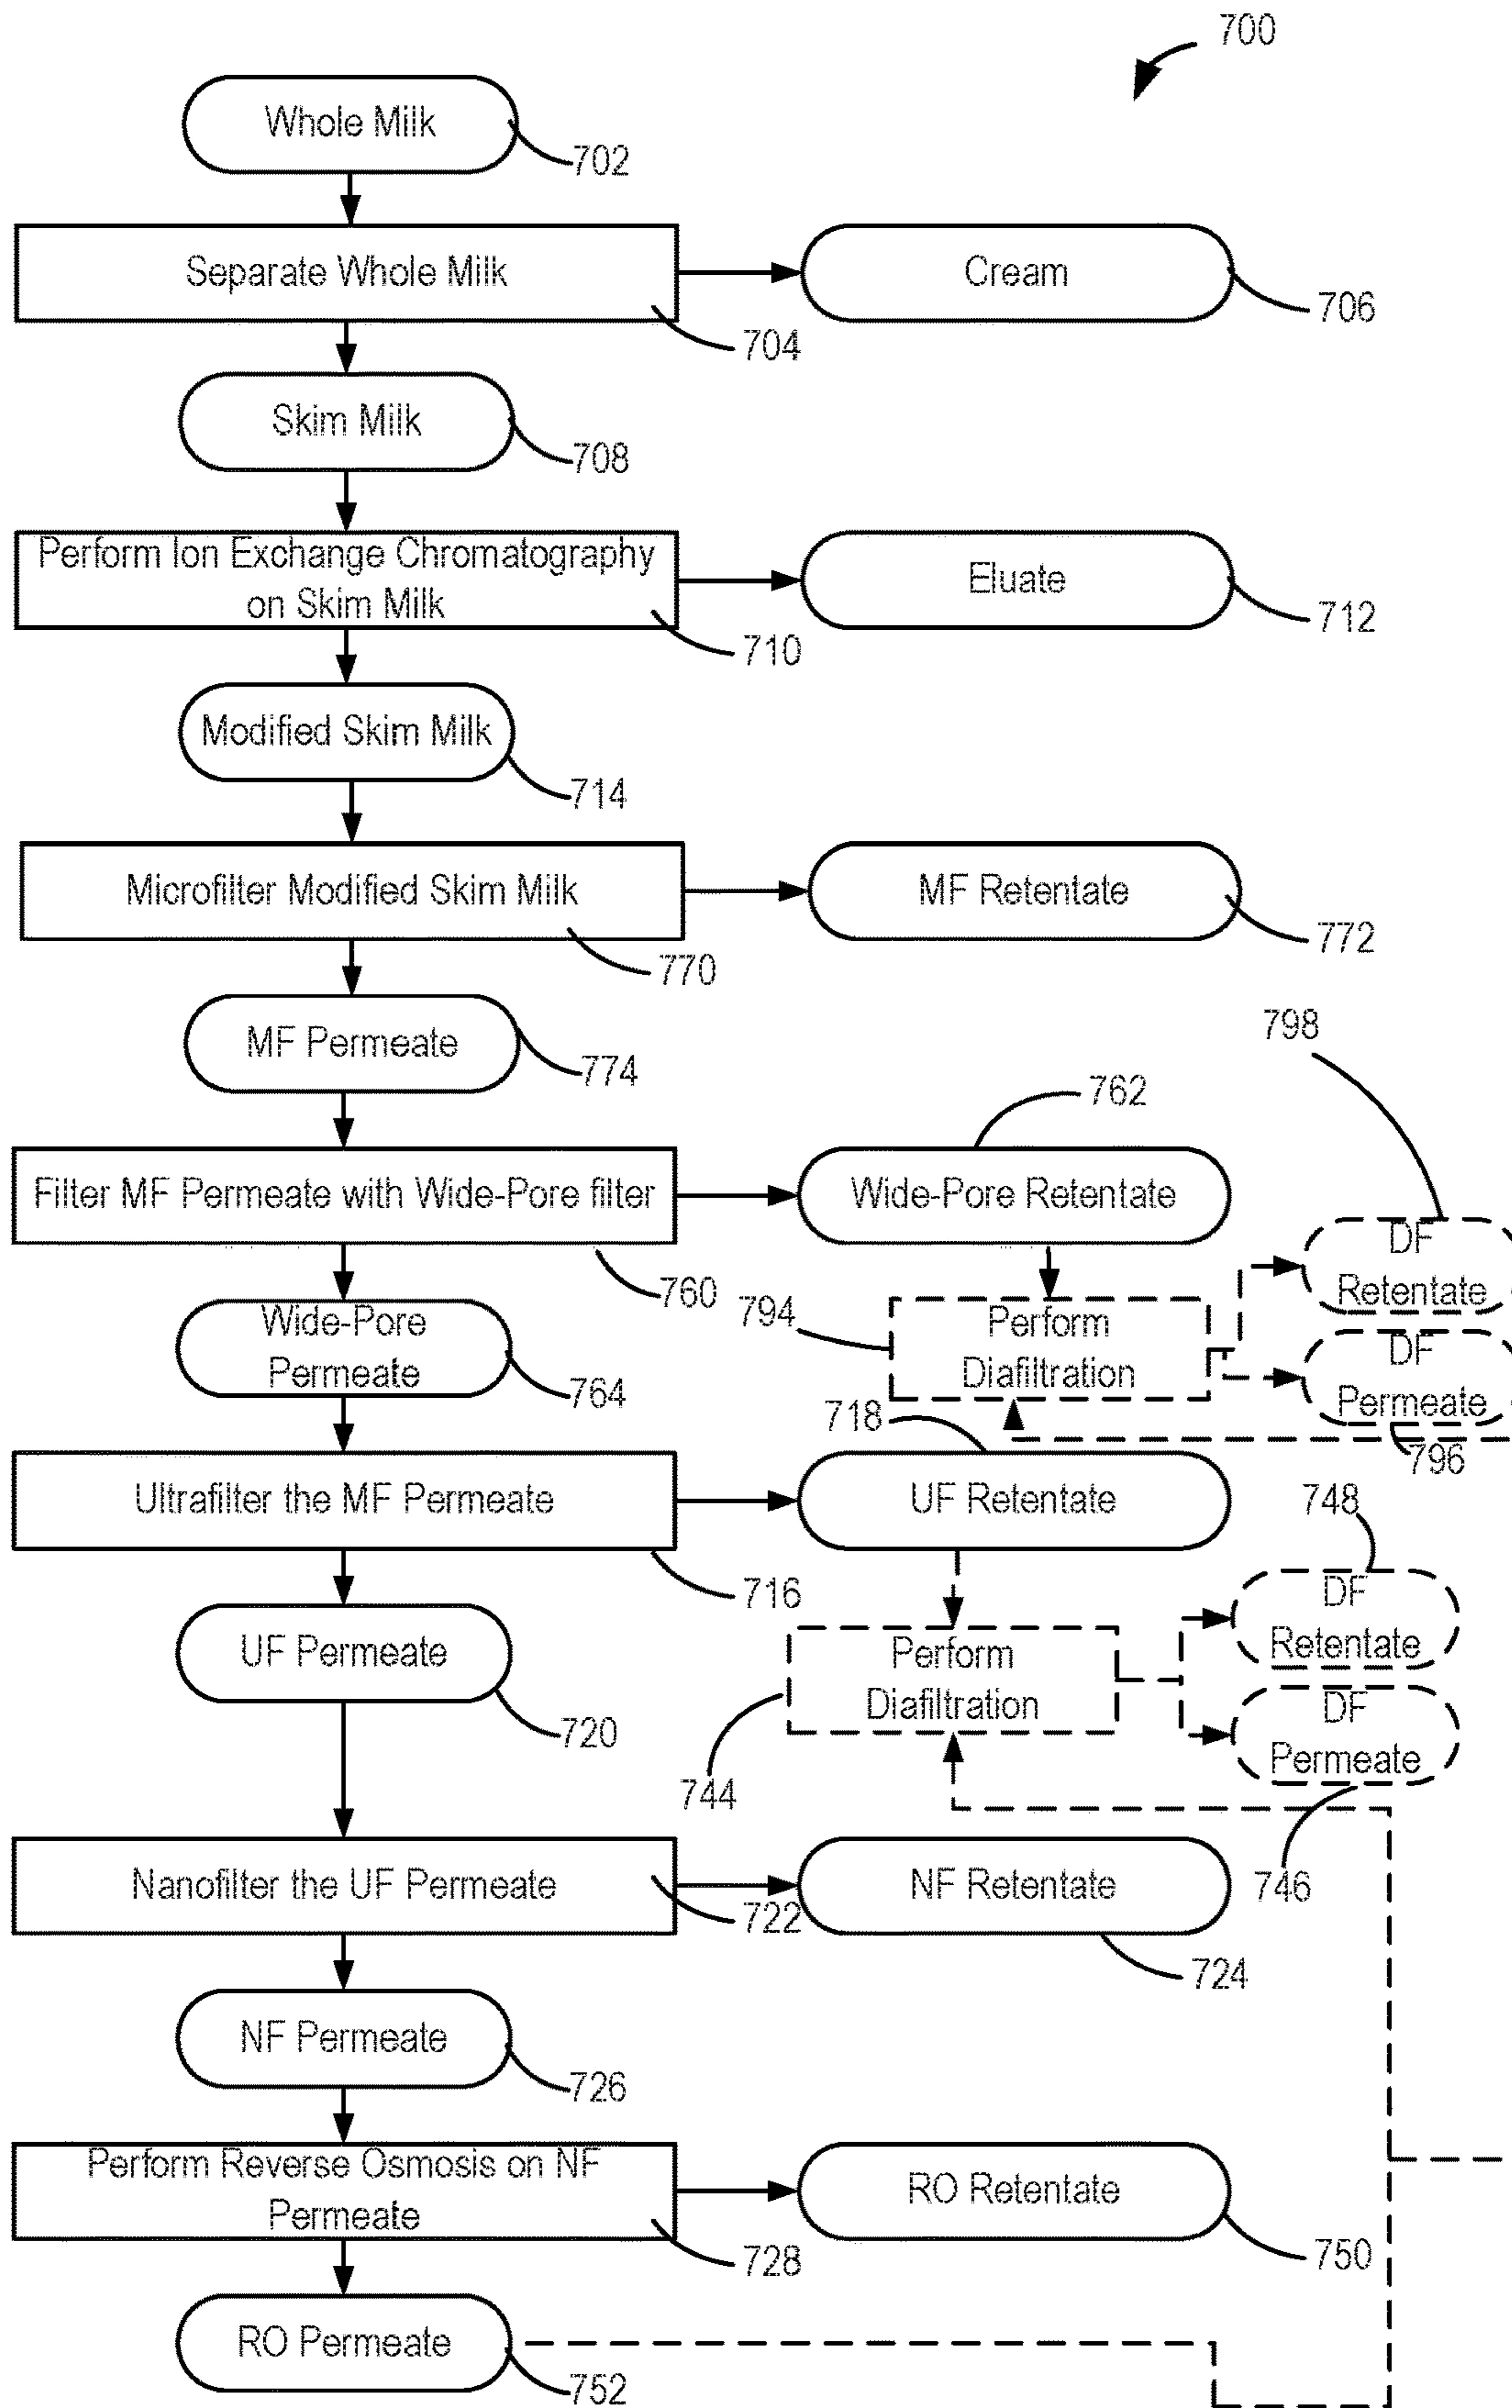 700
Whole Milk
702
Separate Whole Milk
704
Cream
706
Skim Milk
708
Perform Ion Exchange Chromatography
on Skim Milk
710
Eluate
712
Modified Skim Milk
714
Microfilter Modified Skim Milk
770
MF Retentate
772
MF Permeate
774
Filter MF Permeate with Wide-Pore filter
760
Wide-Pore Retentate
762
798
DF
Retentate
794
Perform
Diafiltration
DF
Permeate
796
Wide-Pore
Permeate
764
Ultrafilter the MF Permeate
716
718
UF Retentate
748
DF
Retentate
UF Permeate
720
Perform
Diafiltration
744
DF
Permeate
746
Nanofilter the UF Permeate
722
NF Retentate
724
NF Permeate
726
Perform Reverse Osmosis on NF
Permeate
728
RO Retentate
750
RO Permeate
752